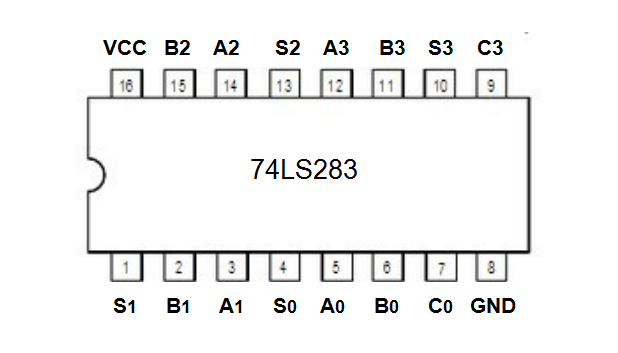 VCC B2 A2 S2 A3 B3 S3 C3
16 15 14 13 12 11 10 9
74LS283
1 2 3 4 5 6 7 8
S1 B1 A1 S0 A0 B0 C0 GND